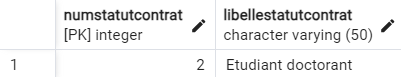 numstatutcontrat libellestatutcontrat
[PK] integer character varying (50)
1 2 Etudiant doctorant